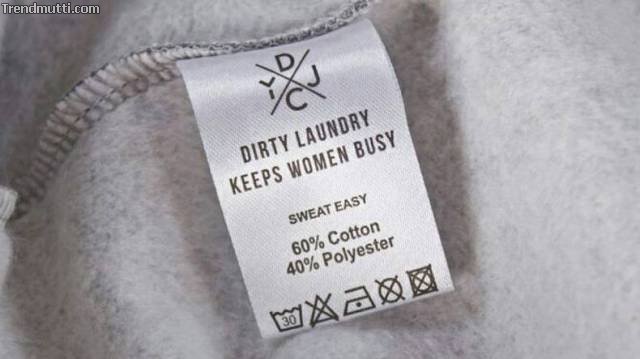 Trendmutti.com
D
Y J
C
DIRTY LAUNDRY
KEEPS WOMEN BUSY
SWEAT EASY
60% Cotton
40% Polyester
30